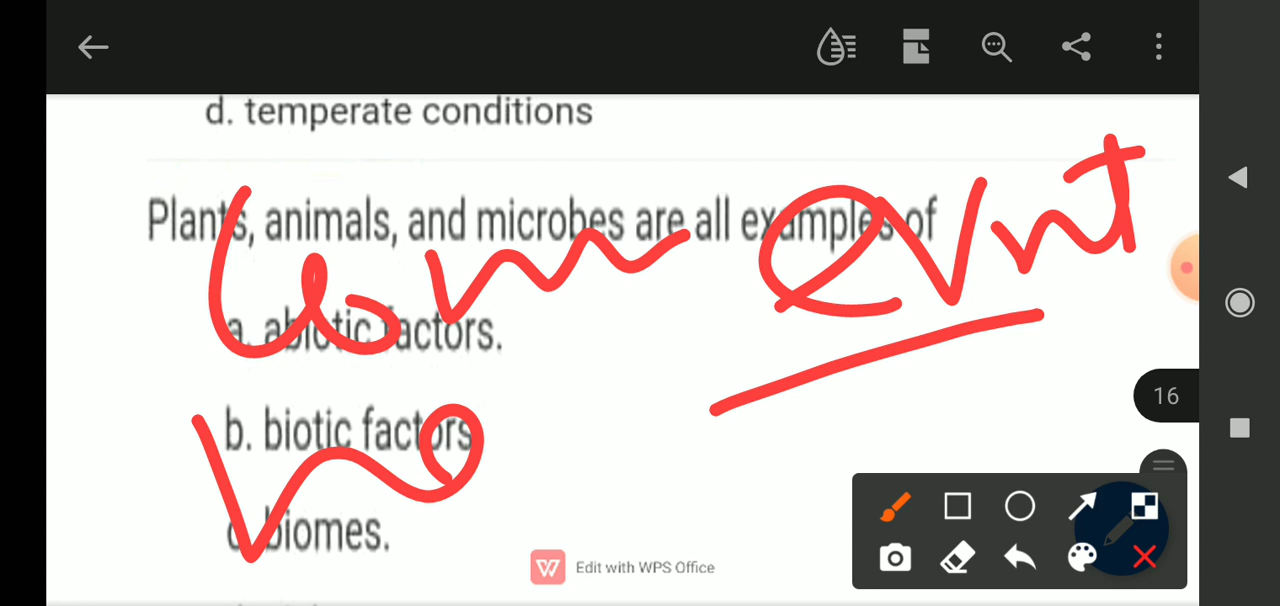 d. temperate conditions
Plants, animals, and microbes are all examples of
a. abiotic factors.
b. biotic factors
c. biomes.
16
Edit with WPS Office